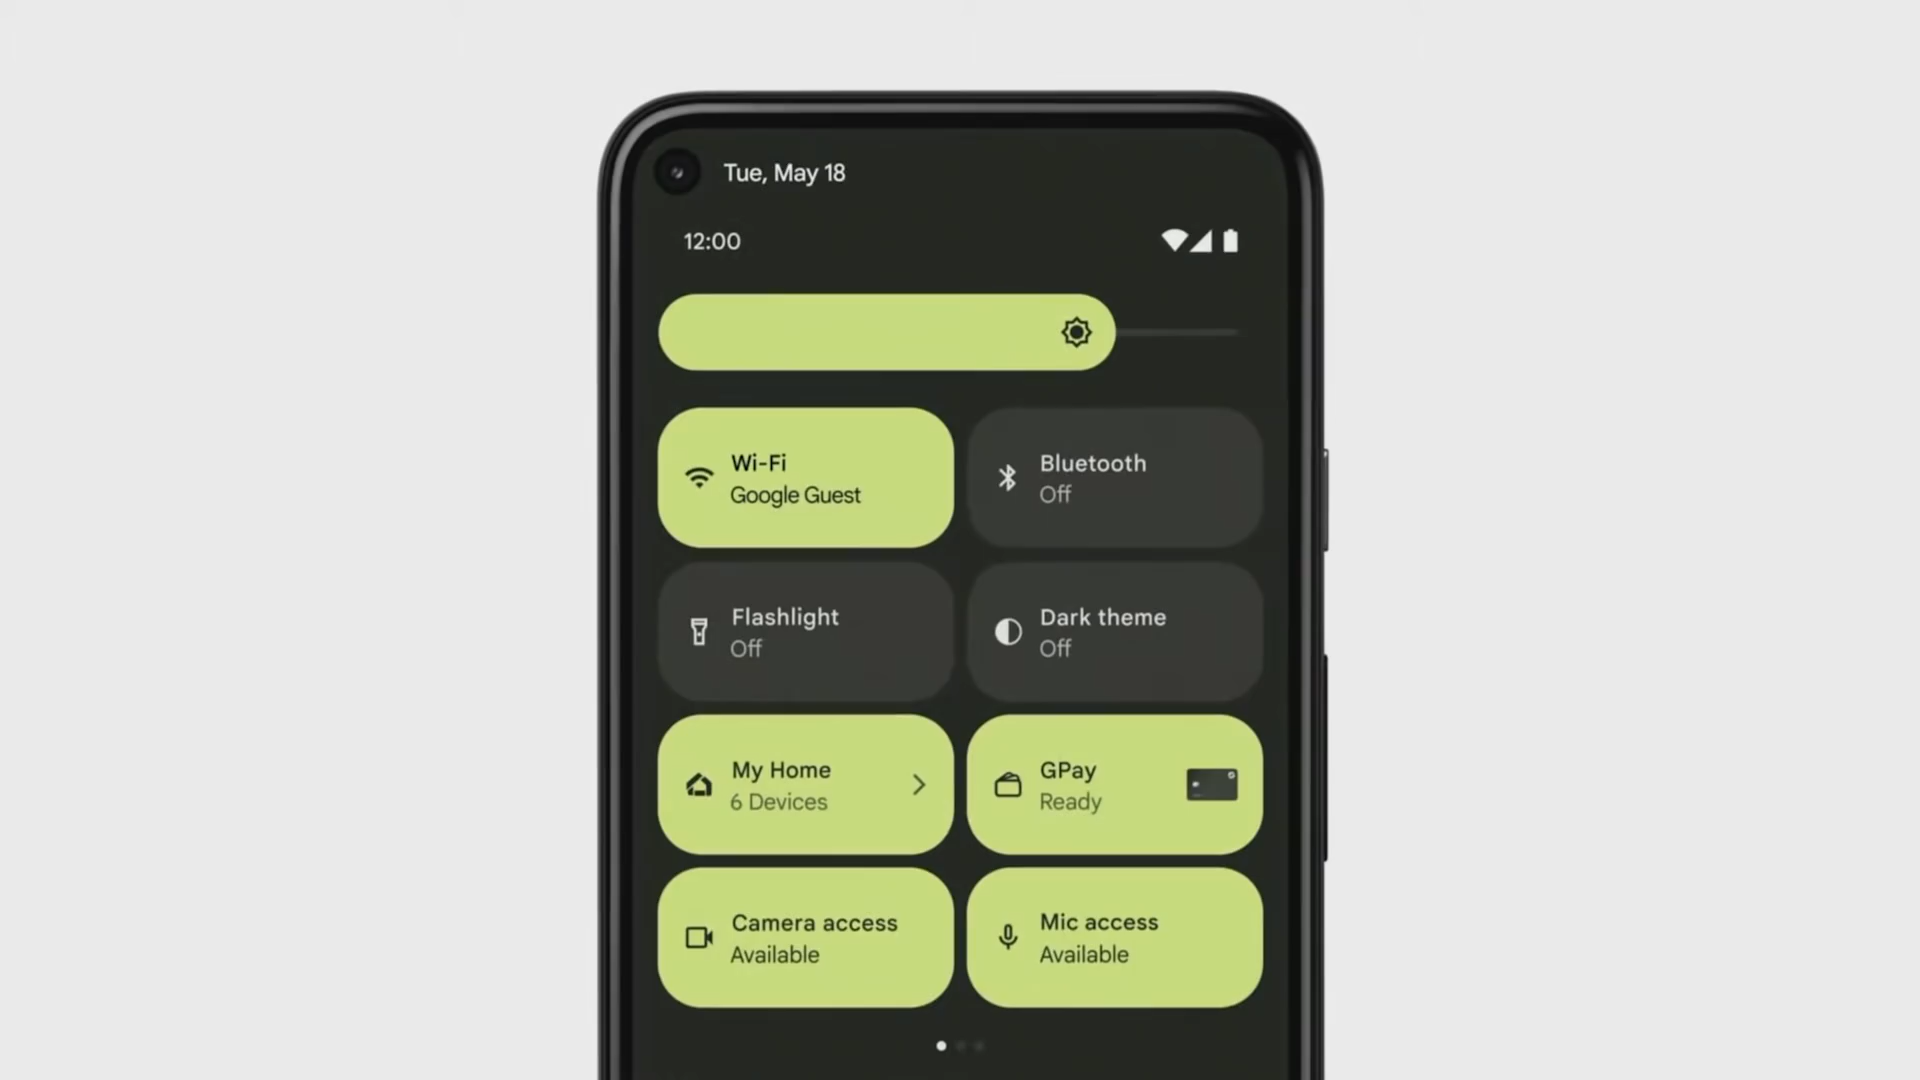 Tue, May 18
12:00
Wi-Fi
Google Guest
Bluetooth
Off
Flashlight
Off
Dark theme
Off
My Home
6 Devices
GPay
Ready
Camera access
Available
Mic access
Available